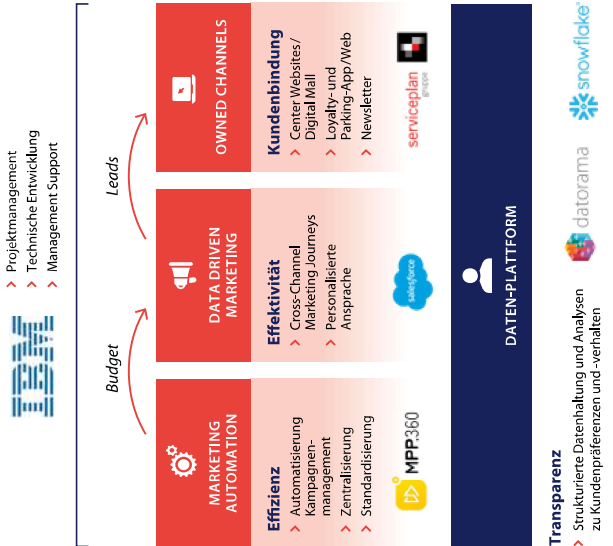 IBM
> Projektmanagement
> Technische Entwicklung
> Management Support
Budget
Leads
MARKETING
AUTOMATION
Effizienz
> Automatisierung
Kampagnen-
management
> Zentralisierung
> Standardisierung
MPP.360
DATA DRIVEN
MARKETING
Effektivität
> Cross-Channel
Marketing Journeys
> Personalisierte
Ansprache
salesforce
OWNED CHANNELS
Kundenbindung
> Center Websites/
Digital Mall
> Loyalty- und
Parking-App/Web
> Newsletter
serviceplan
gruppe
DATEN-PLATTFORM
Transparenz
> Strukturierte Datenhaltung und Analysen
zu Kundenpräferenzen und -verhalten
datorama
snowflake